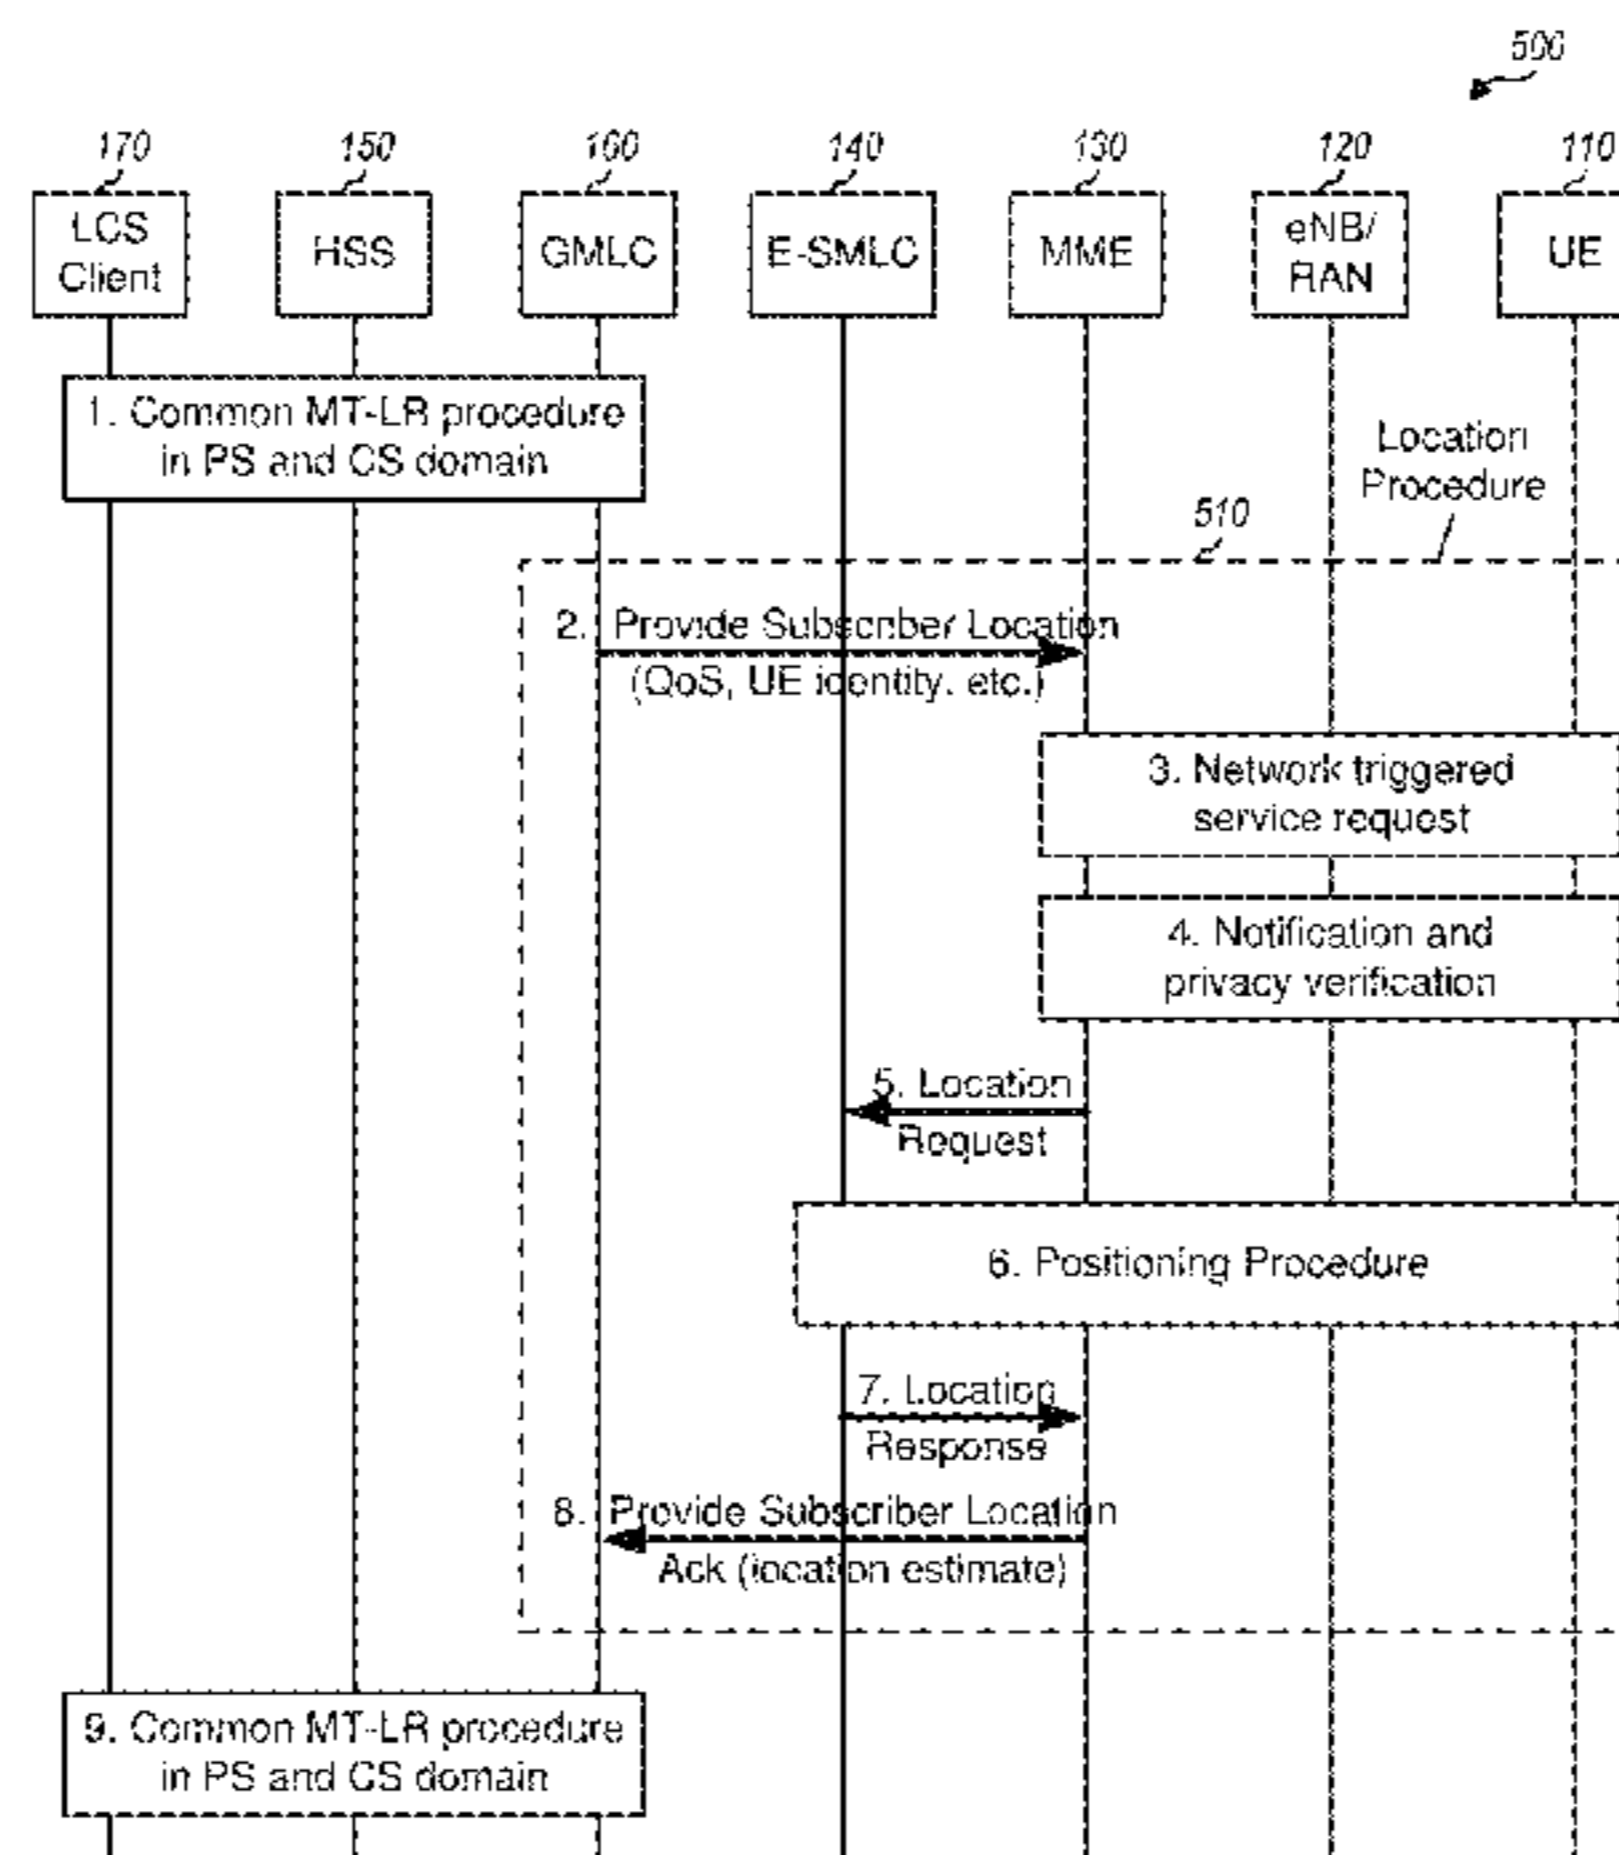 500
170 150 160 140 130 120 110
LCS
Client
HSS
GMLC
E-SMLC
MME
eNB/
RAN
UE
1. Common MT-LR procedure
in PS and CS domain
Location
Procedure
510
2. Provide Subscriber Location
(QoS, UE identity, etc.)
3. Network triggered
service request
4. Notification and
privacy verification
5. Location
Request
6. Positioning Procedure
7. Location
Response
8. Provide Subscriber Location
Ack (location estimate)
9. Common MT-LR procedure
in PS and CS domain